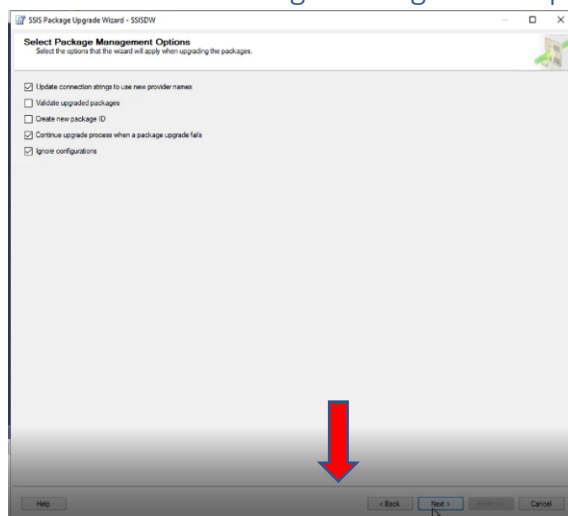 SSIS Package Upgrade Wizard - SSISDW
Select Package Management Options
Select the options that the wizard will apply when upgrading the packages.
Update connection strings to use new provider names
Validate upgraded packages
Create new package ID
Continue upgrade process when a package upgrade fails
Ignore configurations
Help
< Back
Next >
Cancel